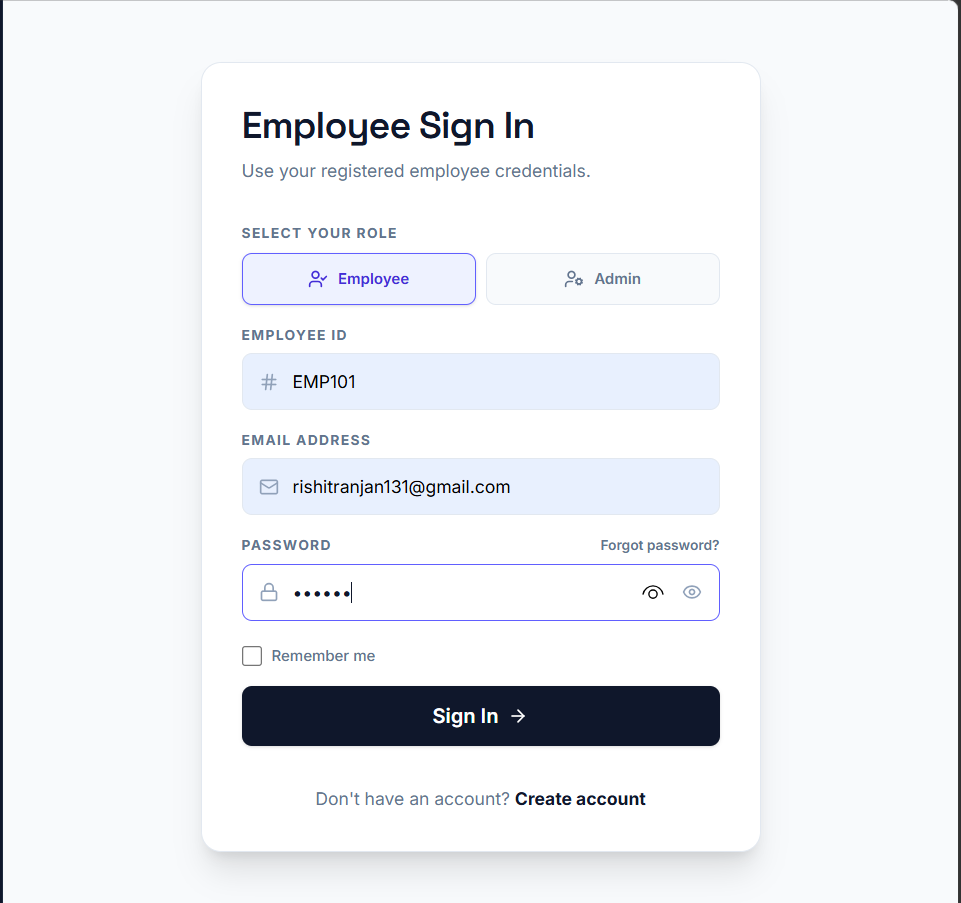 Employee Sign In
Use your registered employee credentials.
SELECT YOUR ROLE
Employee
Admin
EMPLOYEE ID
# EMP101
EMAIL ADDRESS
rishitranjan131@gmail.com
PASSWORD
Forgot password?
••••••
Remember me
Sign In →
Don't have an account? Create account